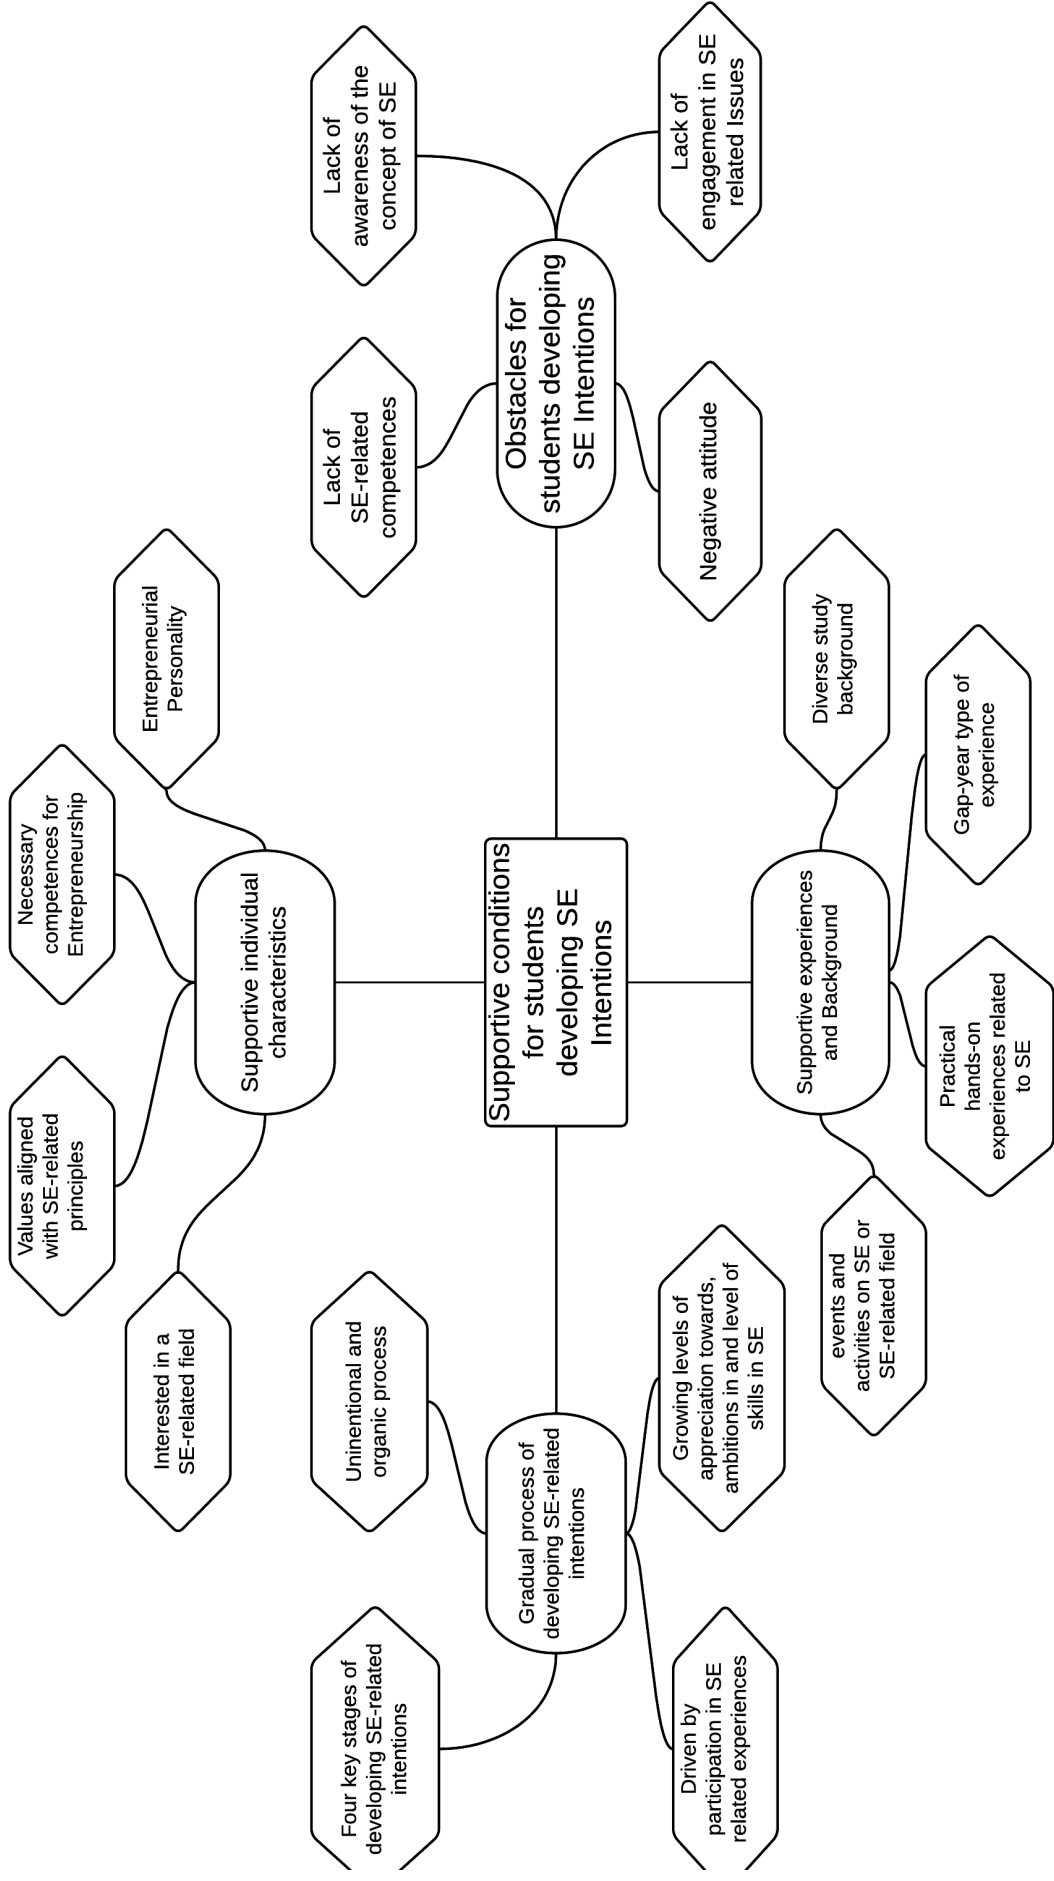 Values aligned
with SE-related
principles
Necessary
competences for
Entrepreneurship
Interested in a
SE-related field
Entrepreneurial
Personality
Supportive individual
characteristics
Four key stages of
developing SE-related
intentions
Uninentional and
organic process
Lack of
SE-related
competences
Lack of
awareness of the
concept of SE
Gradual process of
developing SE-related
intentions
Supportive conditions
for students
developing SE
Intentions
Obstacles for
students developing
SE Intentions
Driven by
participation in SE
related experiences
Growing levels of
appreciation towards,
ambitions in and level of
skills in SE
Negative attitude
Lack of
engagement in SE
related Issues
Supportive experiences
and Background
events and
activities on SE or
SE-related field
Diverse study
background
Practical
hands-on
experiences related
to SE
Gap-year type of
experience